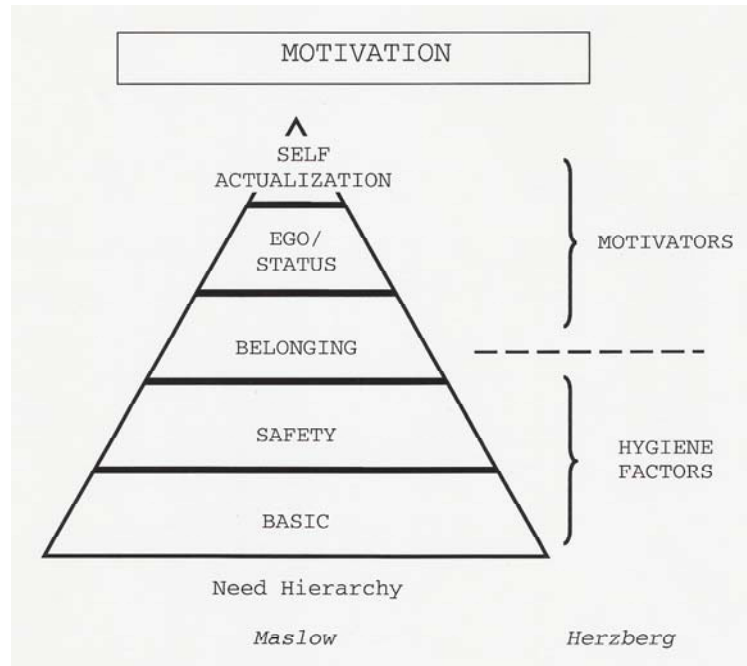 MOTIVATION
SELF
ACTUALIZATION
EGO/
STATUS
BELONGING
SAFETY
BASIC
MOTIVATORS
HYGIENE
FACTORS
Need Hierarchy
Maslow
Herzberg